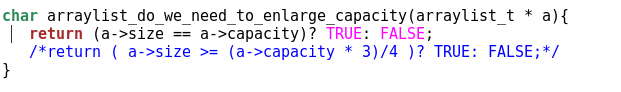 char arraylist_do_we_need_to_enlarge_capacity(arraylist_t * a){
return (a->size == a->capacity)? TRUE: FALSE;
/*return ( a->size >= (a->capacity * 3)/4 )? TRUE: FALSE;*/
}